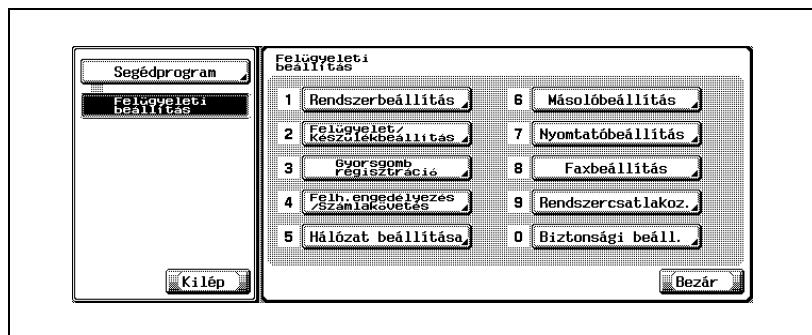 Segédprogram
Felügyeleti
beállítás
Kilép
Felügyeleti
beállítás
1 Rendszerbeállítás
2 Felügyelet/
Készülékbeállítás
3 Gyorsgomb
regisztráció
4 Felh.engedélyezés
/Számlakövetés
5 Hálózat beállítása
6 Másolóbeállítás
7 Nyomtatóbeállítás
8 Faxbeállítás
9 Rendszercsatlakoz.
0 Biztonsági beáll.
Bezár